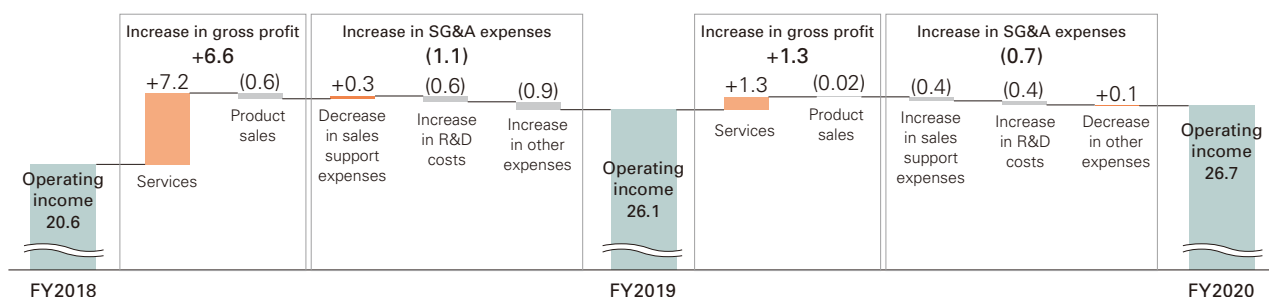 Increase in gross profit
+6.6
+7.2
(0.6)
Product
sales
Services
Increase in SG&A expenses
(1.1)
+0.3
(0.6)
(0.9)
Decrease
in sales
support
expenses
Increase
in R&D
costs
Increase
in other
expenses
Operating
income
20.6
FY2018
Operating
income
26.1
FY2019
Increase in gross profit
+1.3
+1.3
(0.02)
Services
Product
sales
Increase in SG&A expenses
(0.7)
(0.4)
(0.4)
+0.1
Increase
in sales
support
expenses
Increase
in R&D
costs
Decrease
in other
expenses
Operating
income
26.7
FY2020